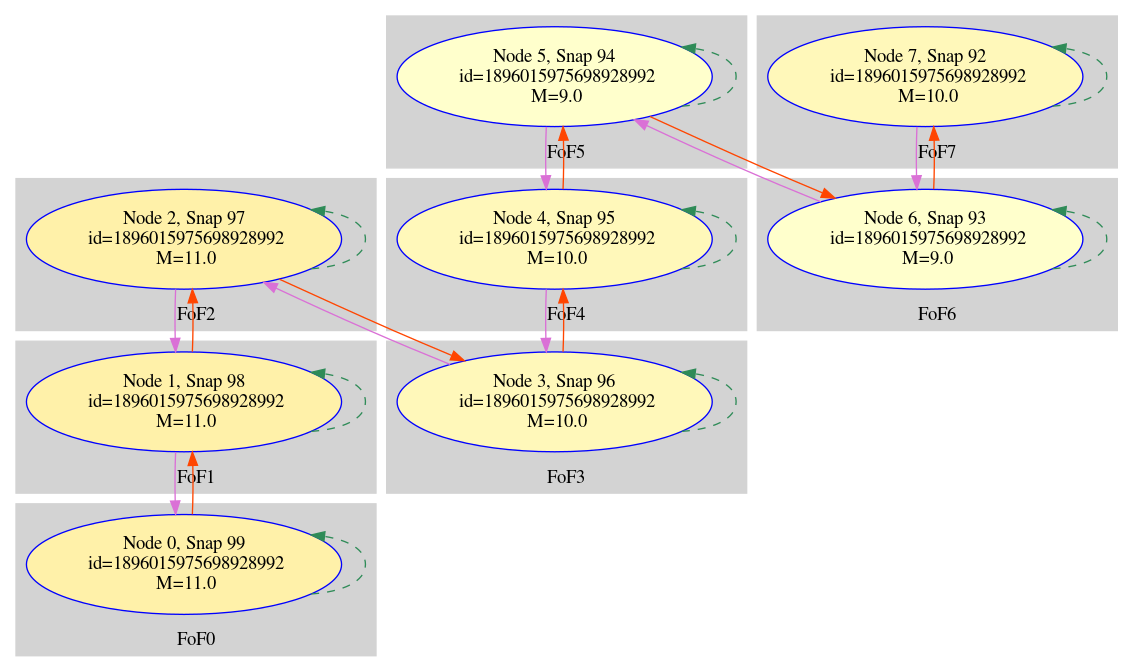 Node 5, Snap 94
id=1896015975698928992
M=9.0
FoF5
Node 7, Snap 92
id=1896015975698928992
M=10.0
FoF7
Node 2, Snap 97
id=1896015975698928992
M=11.0
FoF2
Node 4, Snap 95
id=1896015975698928992
M=10.0
FoF4
Node 6, Snap 93
id=1896015975698928992
M=9.0
FoF6
Node 1, Snap 98
id=1896015975698928992
M=11.0
FoF1
Node 3, Snap 96
id=1896015975698928992
M=10.0
FoF3
Node 0, Snap 99
id=1896015975698928992
M=11.0
FoF0